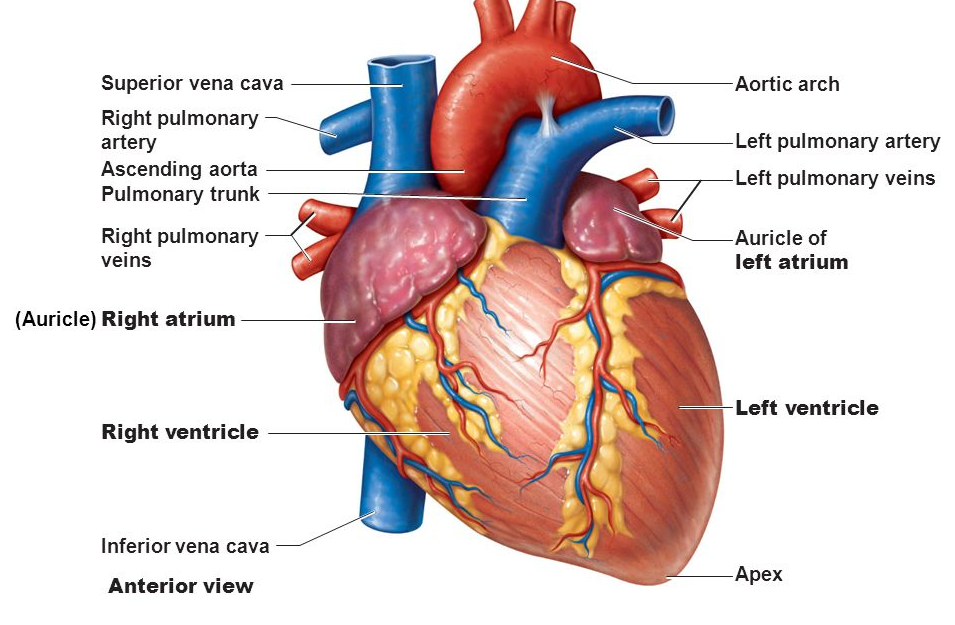 Superior vena cava
Right pulmonary
artery
Ascending aorta
Pulmonary trunk
Right pulmonary
veins
(Auricle) Right atrium
Right ventricle
Inferior vena cava
Anterior view
Aortic arch
Left pulmonary artery
Left pulmonary veins
Auricle of
left atrium
Left ventricle
Apex